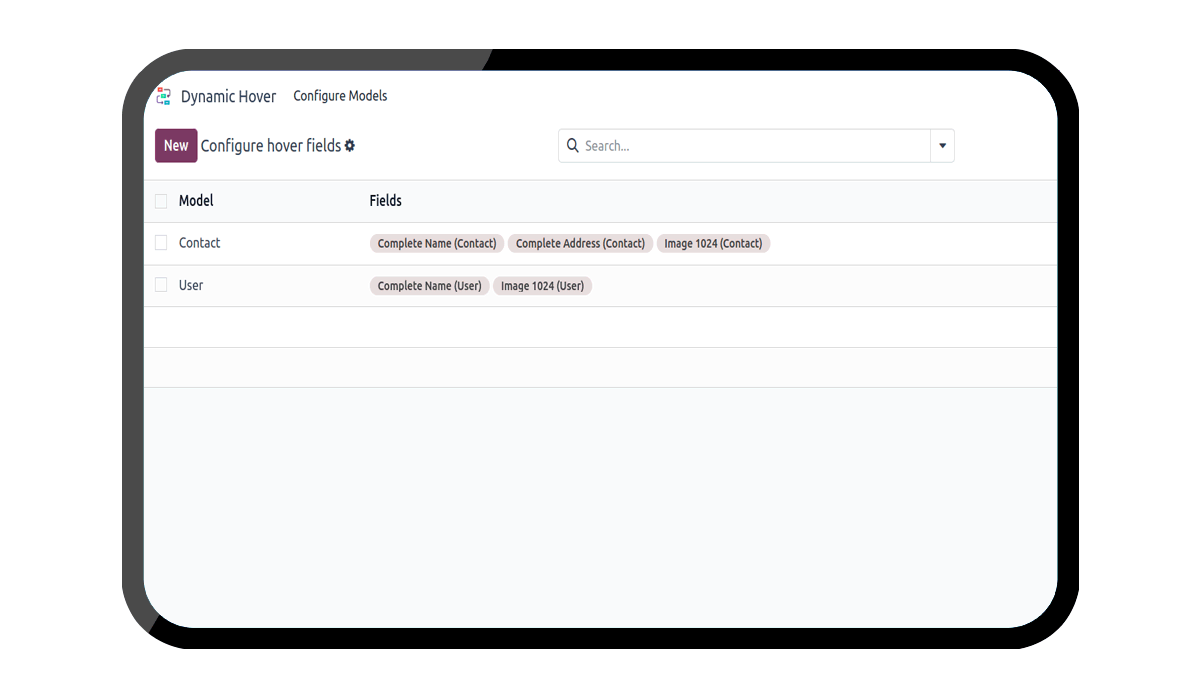 Dynamic Hover Configure Models
New Configure hover fields Search...
Model Fields
Contact Complete Name (Contact) Complete Address (Contact) Image 1024 (Contact)
User Complete Name (User) Image 1024 (User)